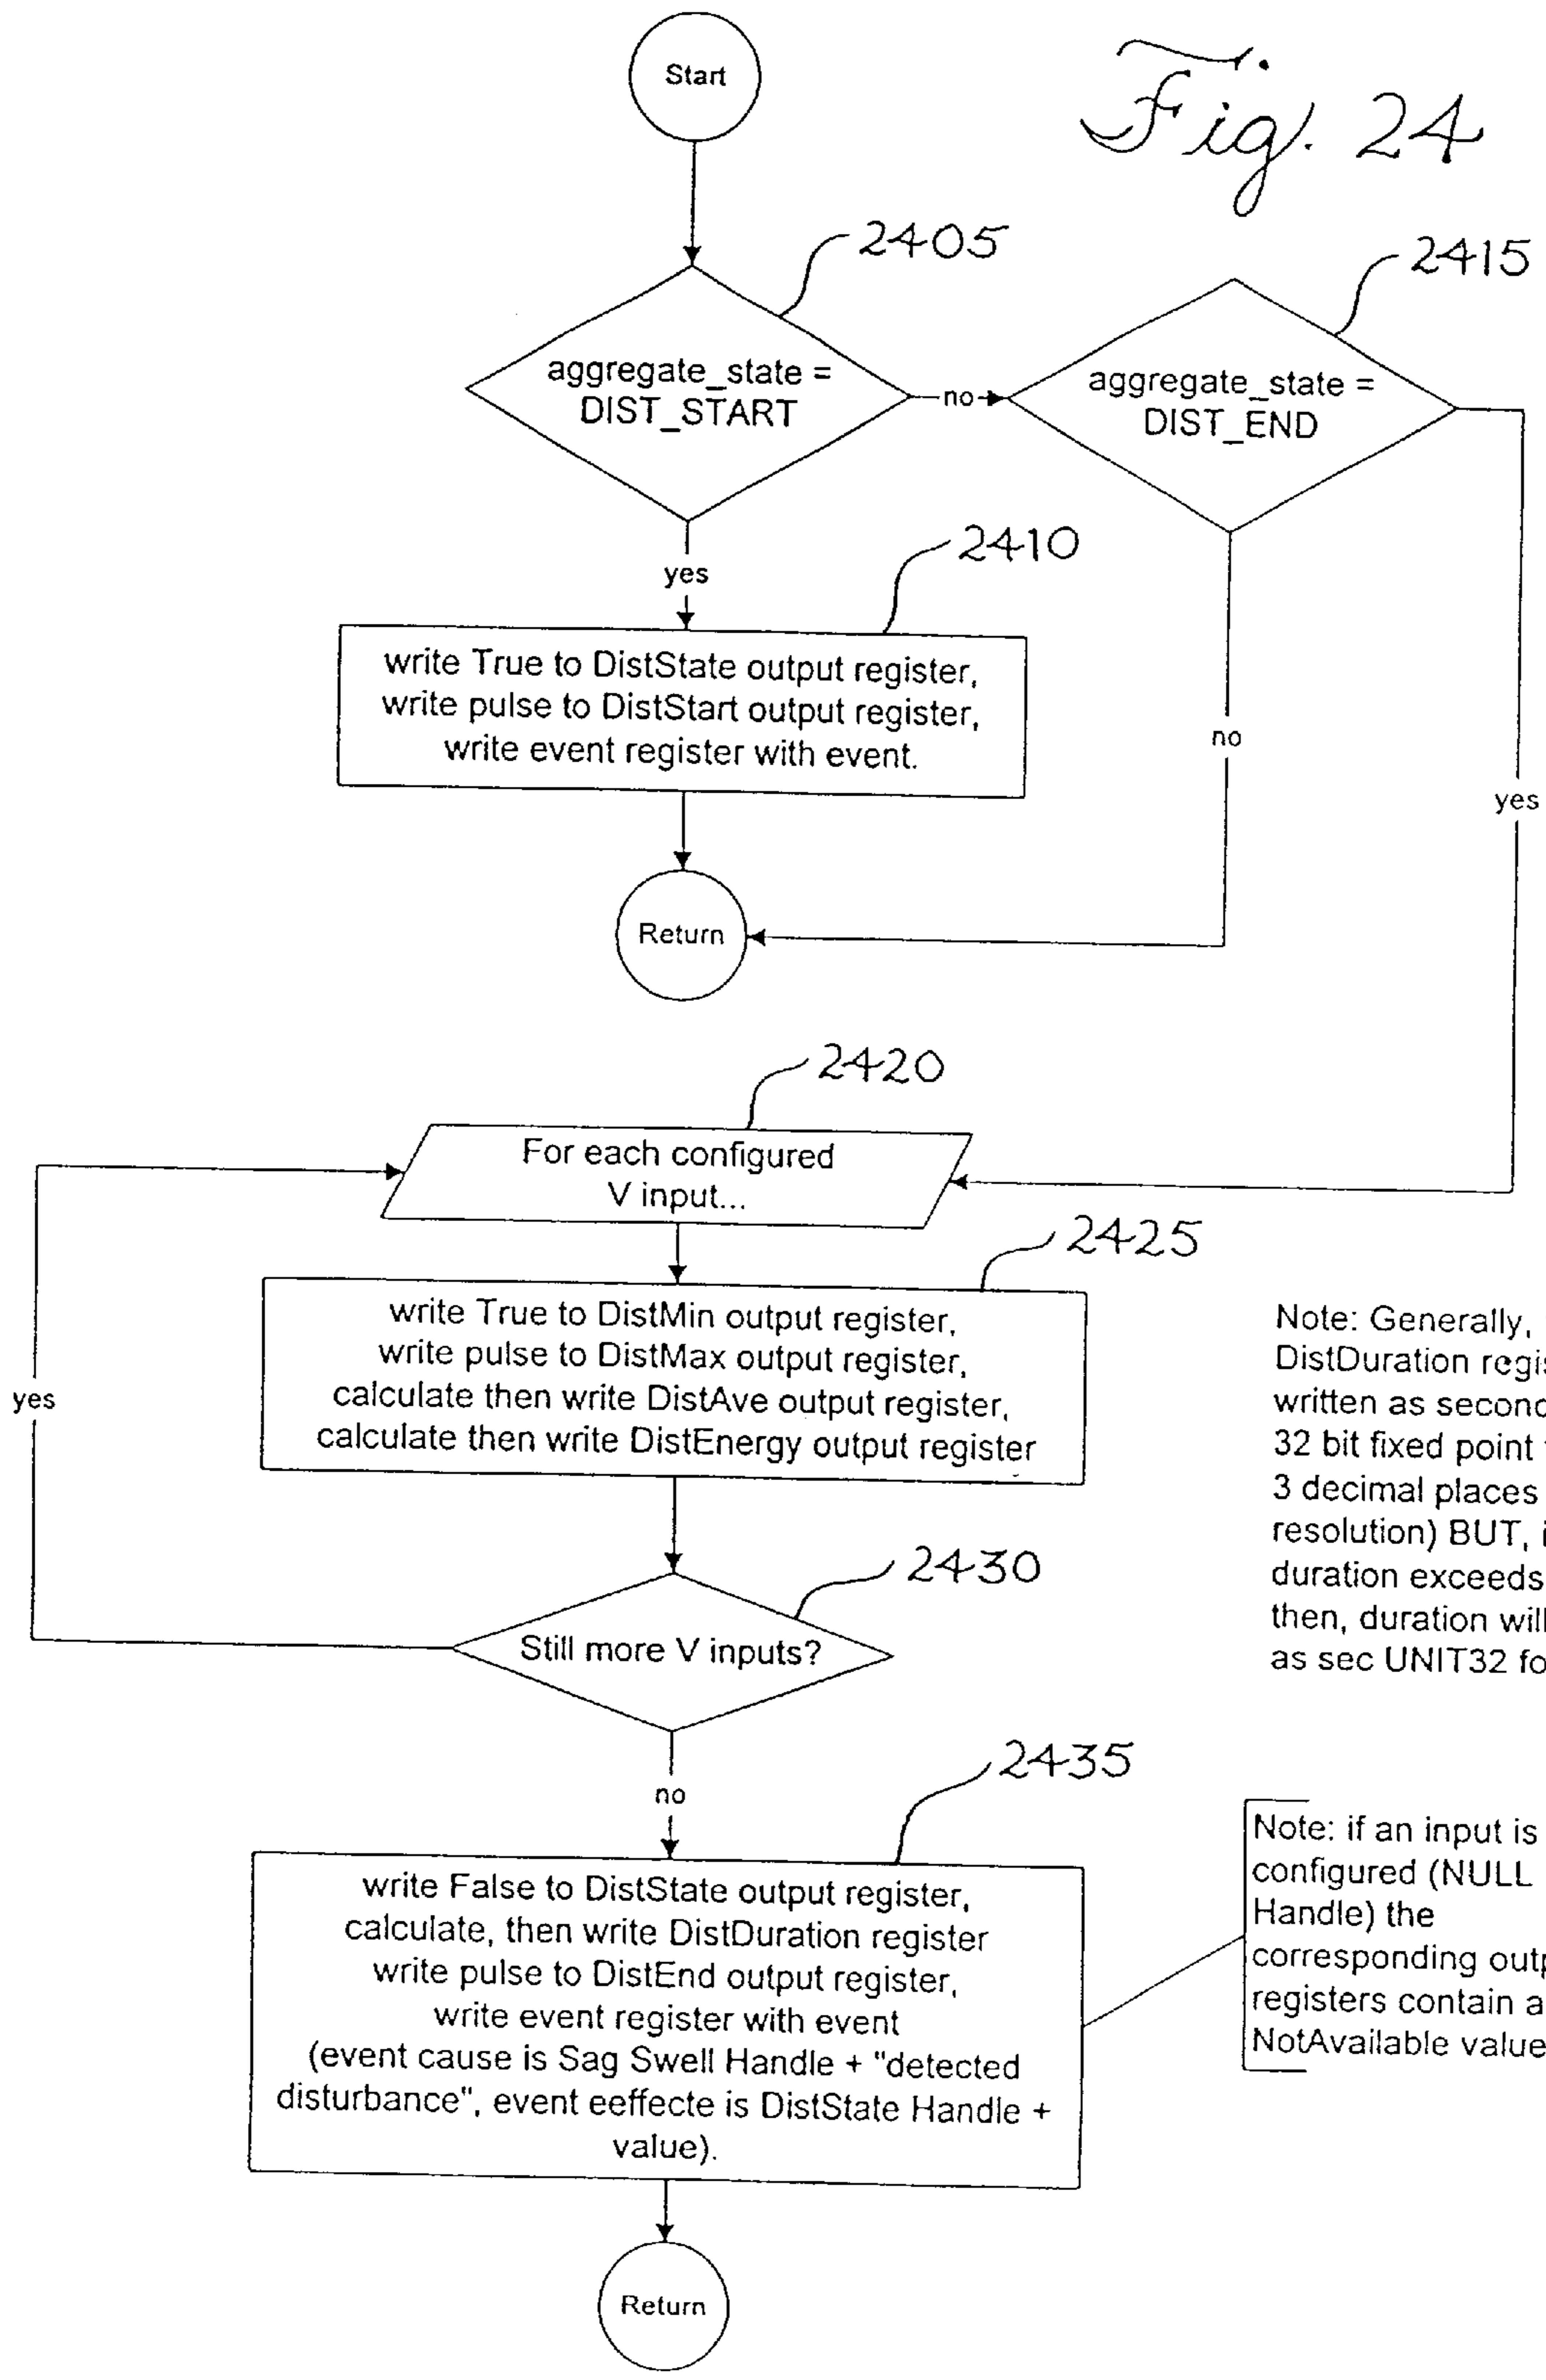 Start
Fig. 24
2405
2415
aggregate_state =
DIST_START
no
aggregate_state =
DIST_END
2410
yes
write True to DistState output register,
write pulse to DistStart output register,
write event register with event.
no
yes
Return
2420
For each configured
V input...
2425
write True to DistMin output register,
write pulse to DistMax output register,
calculate then write DistAve output register,
calculate then write DistEnergy output register
yes
Note: Generally,
DistDuration
written as
32 bit fixed point
3 decimal places
resolution) BUT,
duration exceeds
then, duration
as sec UNIT32
2430
Still more V inputs?
2435
no
write False to DistState output register,
calculate, then write DistDuration register
write pulse to DistEnd output register,
write event register with event
(event cause is Sag Swell Handle + "detected
disturbance", event eeffecte is DistState Handle +
value).
Note: if an input is
configured (NULL
Handle) the
corresponding
registers contain a
NotAvailable value
Return